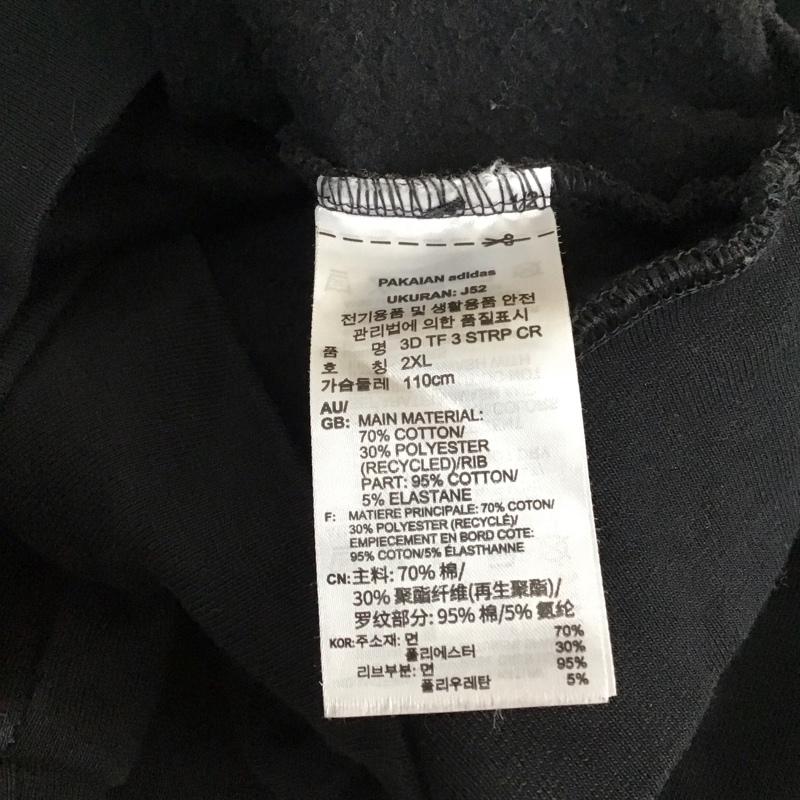 PAKAIAN adidas
UKURAN: J52
전기용품 및 생활용품 안전
관리법에 의한 품질표시
품 명 3D TF 3 STRP CR
호 칭 2XL
가슴둘레 110cm
AU/
GB: MAIN MATERIAL:
70% COTTON/
30% POLYESTER
(RECYCLED)/RIB
PART: 95% COTTON/
5% ELASTANE
F: MATIERE PRINCIPALE: 70% COTON/
30% POLYESTER (RECYCLÉ)/
EMPIECEMENT EN BORD COTE:
95% COTON/5% ÉLASTHANNE
CN: 主料: 70% 棉/
30% 聚酯纤维(再生聚酯)/
罗纹部分: 95% 棉/5% 氨纶
KOR: 주소재: 면 70%
폴리에스터 30%
리브부분: 면 95%
폴리우레탄 5%